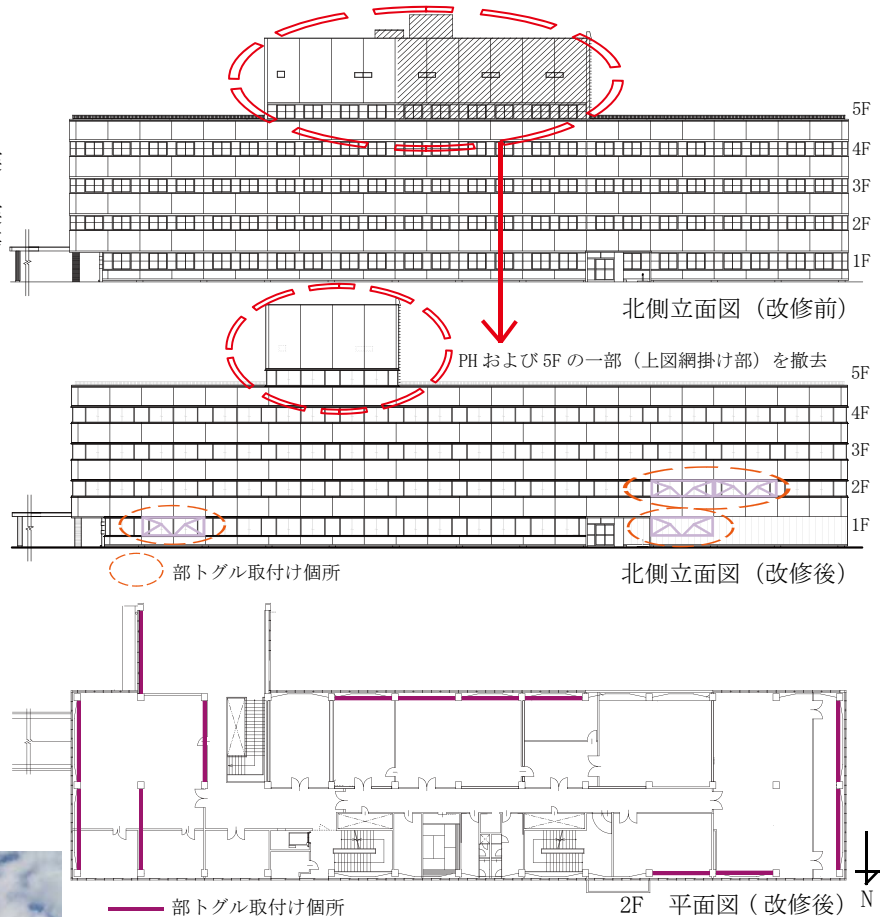 5F
4F
3F
2F
1F
北側立面図（改修前）
PH および 5F の一部（上図網掛け部）を撤去
5F
4F
3F
2F
1F
部トグル取付け個所
北側立面図（改修後）
部トグル取付け個所
2F 平面図（改修後）
N